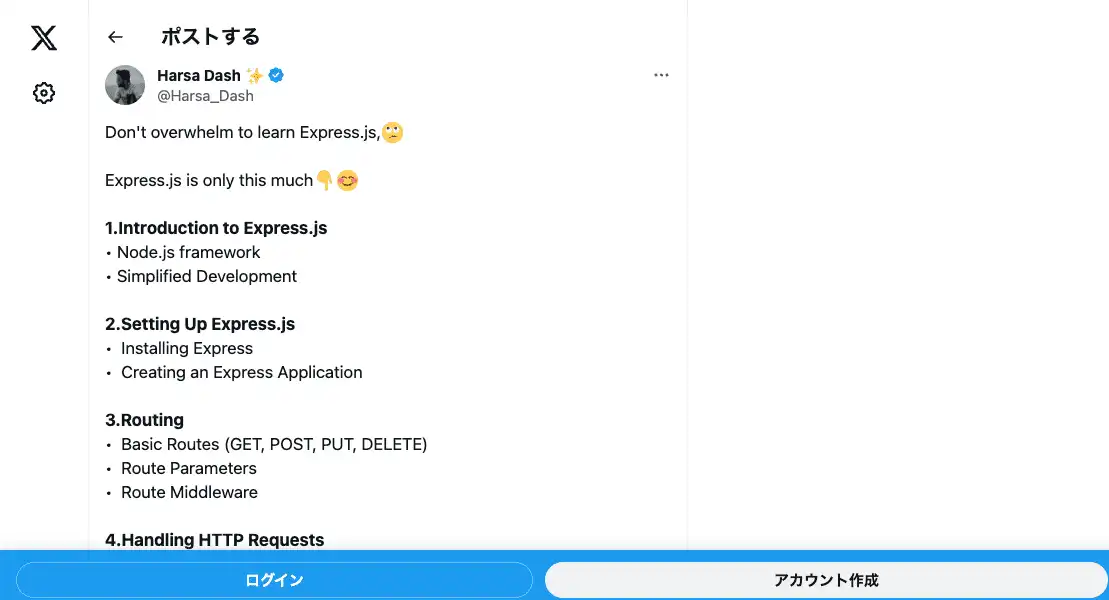 ポストする
Harsa Dash ✨
@Harsa_Dash
Don't overwhelm to learn Express.js,🙄
Express.js is only this much👇😊
1.Introduction to Express.js
• Node.js framework
• Simplified Development
2.Setting Up Express.js
• Installing Express
• Creating an Express Application
3.Routing
• Basic Routes (GET, POST, PUT, DELETE)
• Route Parameters
• Route Middleware
4.Handling HTTP Requests
ログイン
アカウント作成